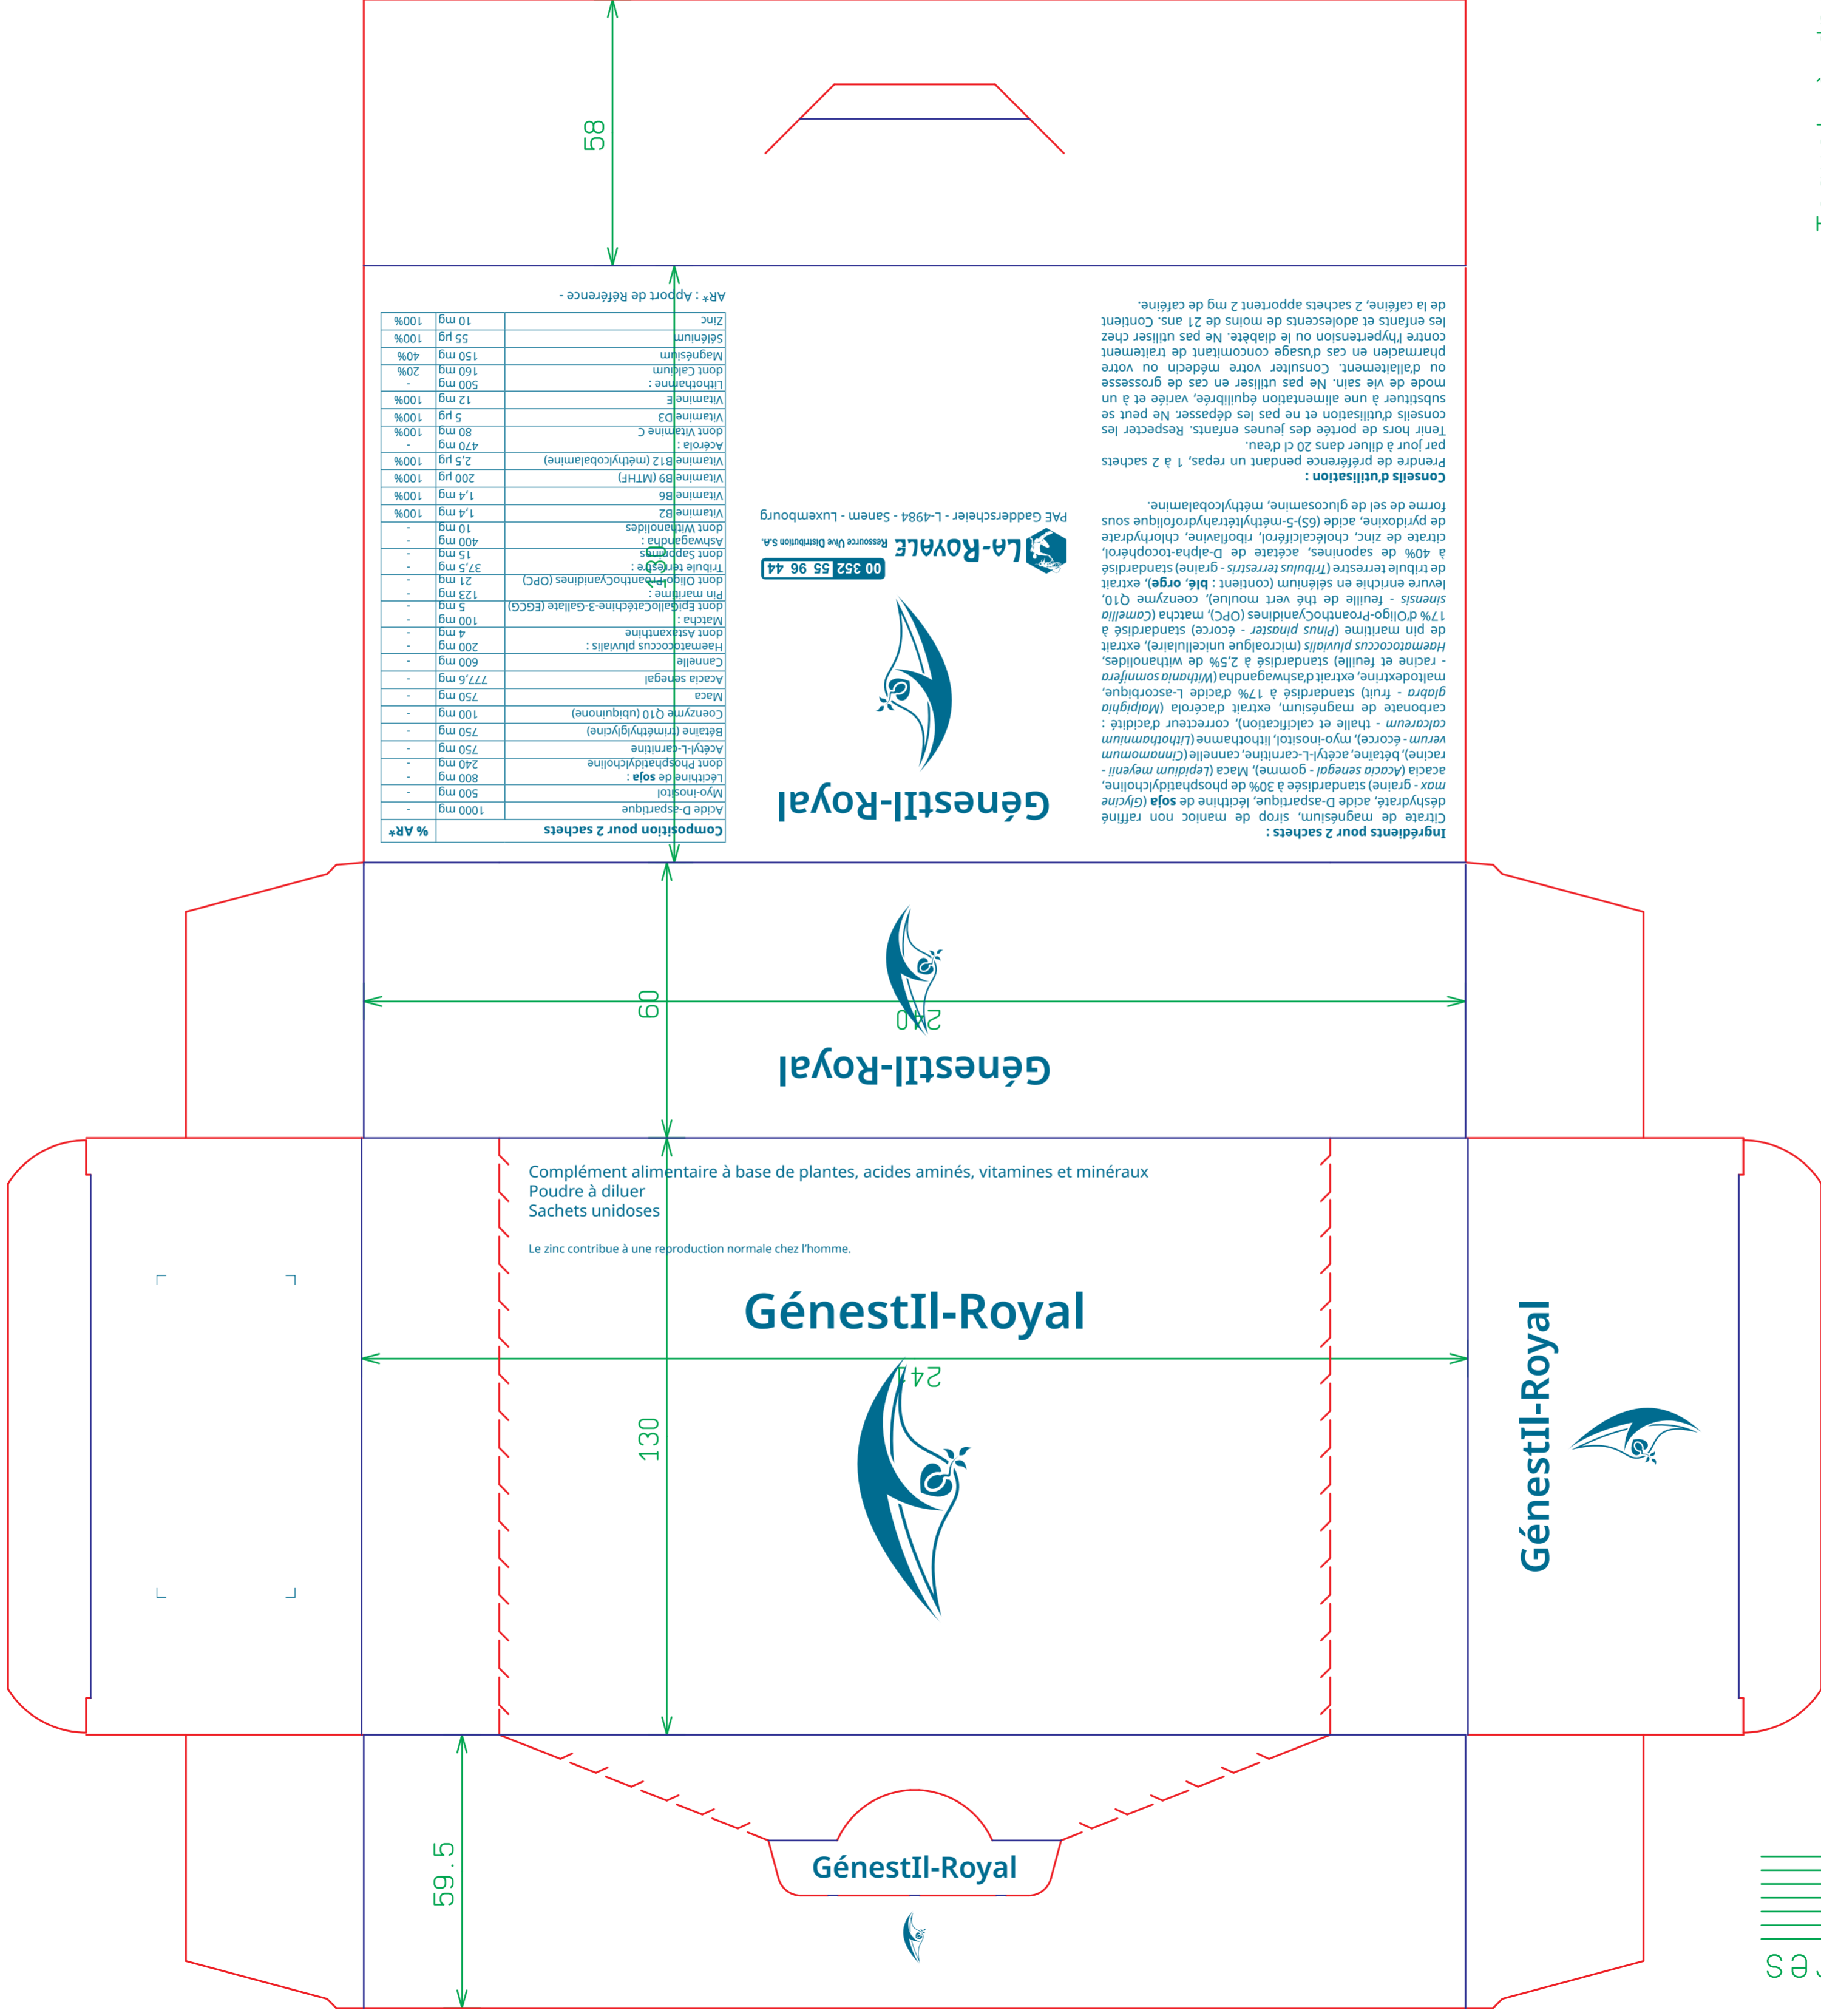 58
Ingrédients pour 2 sachets :
Citrate de magnésium, sirop de manioc non raffiné
déshydraté, acide D-aspartique, lécithine de soja (Glycine
max - graine) standardisée à 30% de phosphatidylcholine,
acacia (Acacia senegal - gomme), Maca (Lepidium meyenii -
racine), bétaïne, acétyl-L-carnitine, cannelle (Cinnamomum
verum - écorce), myo-inositol, lithothamne (Lithothamnium
calcareum - thalle et calcification), correcteur d'acidité :
carbonate de magnésium, extrait d'acérola (Malpighia
glabra - fruit) standardisé à 17% d'acide L-ascorbique,
maltodextrine, extrait d'ashwagandha (Withania somnifera
- racine et feuille) standardisé à 2,5% de withanolides,
Haematococcus pluvialis (microalgue unicellulaire), extrait
de pin maritime (Pinus pinaster - écorce) standardisé à
17% d'Oligo-ProanthoCyanidines (OPC), matcha (Camellia
sinensis - feuille de thé vert moulue), coenzyme Q10,
levure enrichie en sélénium (contient : blé, orge), extrait
de tribule terrestre (Tribulus terristris - graine) standardisé
à 40% de saponines, acétate de D-alpha-tocophérol,
citrate de zinc, cholécalciférol, riboflavine, chlorhydrate
de pyridoxine, acide (6S)-5-méthyltétrahydrofolique sous
forme de sel de glucosamine, méthylcobalamine.
Conseils d'utilisation :
Prendre de préférence pendant un repas, 1 à 2 sachets
par jour à diluer dans 20 cl d'eau.
Tenir hors de portée des jeunes enfants. Respecter les
conseils d'utilisation et ne pas les dépasser. Ne peut se
substituer à une alimentation équilibrée, variée et à un
mode de vie sain. Ne pas utiliser en cas de grossesse
ou d'allaitement. Consulter votre médecin ou votre
pharmacien en cas d'usage concomitant de traitement
contre l'hypertension ou le diabète. Ne pas utiliser chez
les enfants et adolescents de moins de 21 ans. Contient
de la caféine, 2 sachets apportent 2 mg de caféine.
GénestIl-Royal
00 352 55 96 44
LA-ROYALE Ressource Vive Distribution S.A.
PAE Gadderscheier - L-4984 - Sanem - Luxembourg
Composition pour 2 sachets % AR*
Acide D-aspartique 1000 mg -
Myo-inositol 500 mg -
Lécithine de soja : 800 mg -
dont Phosphatidylcholine 240 mg -
Acétyl-L-carnitine 750 mg -
Bétaïne (triméthylglycine) 750 mg -
Coenzyme Q10 (ubiquinone) 100 mg -
Maca 750 mg -
Acacia senegal 777,6 mg -
Cannelle 600 mg -
Haematococcus pluvialis : 200 mg -
dont Astaxanthine 4 mg -
Matcha : 100 mg -
dont EpiGalloCatéchine-3-Gallate (EGCG) 5 mg -
Pin maritime : 123 mg -
dont Oligo-ProanthoCyanidines (OPC) 21 mg -
Tribule terrestre : 37,5 mg -
dont Saponines 15 mg -
Ashwagandha : 400 mg -
dont Withanolides 10 mg -
Vitamine B2 1,4 mg 100%
Vitamine B6 1,4 mg 100%
Vitamine B9 (MTHF) 200 µg 100%
Vitamine B12 (méthylcobalamine) 2,5 µg 100%
Acérola : 470 mg -
dont Vitamine C 80 mg 100%
Vitamine D3 5 µg 100%
Vitamine E 12 mg 100%
Lithothamne : 500 mg -
dont Calcium 160 mg 20%
Magnésium 150 mg 40%
Sélénium 55 µg 100%
Zinc 10 mg 100%
AR* : Apport de Référence -
130
60
240
GénestIl-Royal
Complément alimentaire à base de plantes, acides aminés, vitamines et minéraux
Poudre à diluer
Sachets unidoses
Le zinc contribue à une reproduction normale chez l'homme.
GénestIl-Royal
241
130
GénestIl-Royal
59.5
GénestIl-Royal